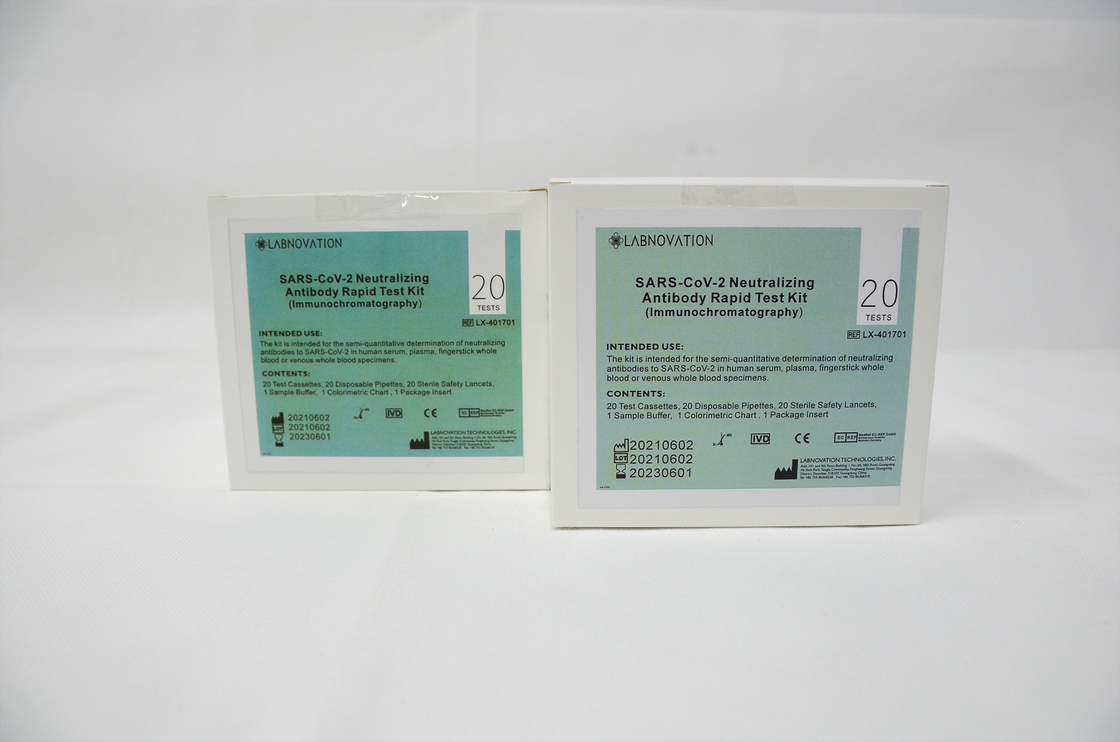 LABNOVATION
SARS-CoV-2 Neutralizing
Antibody Rapid Test Kit
(Immunochromatography)
20
TESTS
REF LX-401701
INTENDED USE:
The kit is intended for the semi-quantitative determination of neutralizing
antibodies to SARS-CoV-2 in human serum, plasma, fingerstick whole
blood or venous whole blood specimens.
CONTENTS:
20 Test Cassettes, 20 Disposable Pipettes, 20 Sterile Safety Lancets,
1 Sample Buffer, 1 Colorimetric Chart , 1 Package Insert
20210602
LOT 20210602
20230601
IVD
CE
EC REP
LABNOVATION TECHNOLOGIES, INC.
LABNOVATION
SARS-CoV-2 Neutralizing
Antibody Rapid Test Kit
(Immunochromatography)
20
TESTS
REF LX-401701
INTENDED USE:
The kit is intended for the semi-quantitative determination of neutralizing
antibodies to SARS-CoV-2 in human serum, plasma, fingerstick whole
blood or venous whole blood specimens.
CONTENTS:
20 Test Cassettes, 20 Disposable Pipettes, 20 Sterile Safety Lancets,
1 Sample Buffer, 1 Colorimetric Chart , 1 Package Insert
20210602
LOT 20210602
20230601
IVD
CE
EC REP
LABNOVATION TECHNOLOGIES, INC.